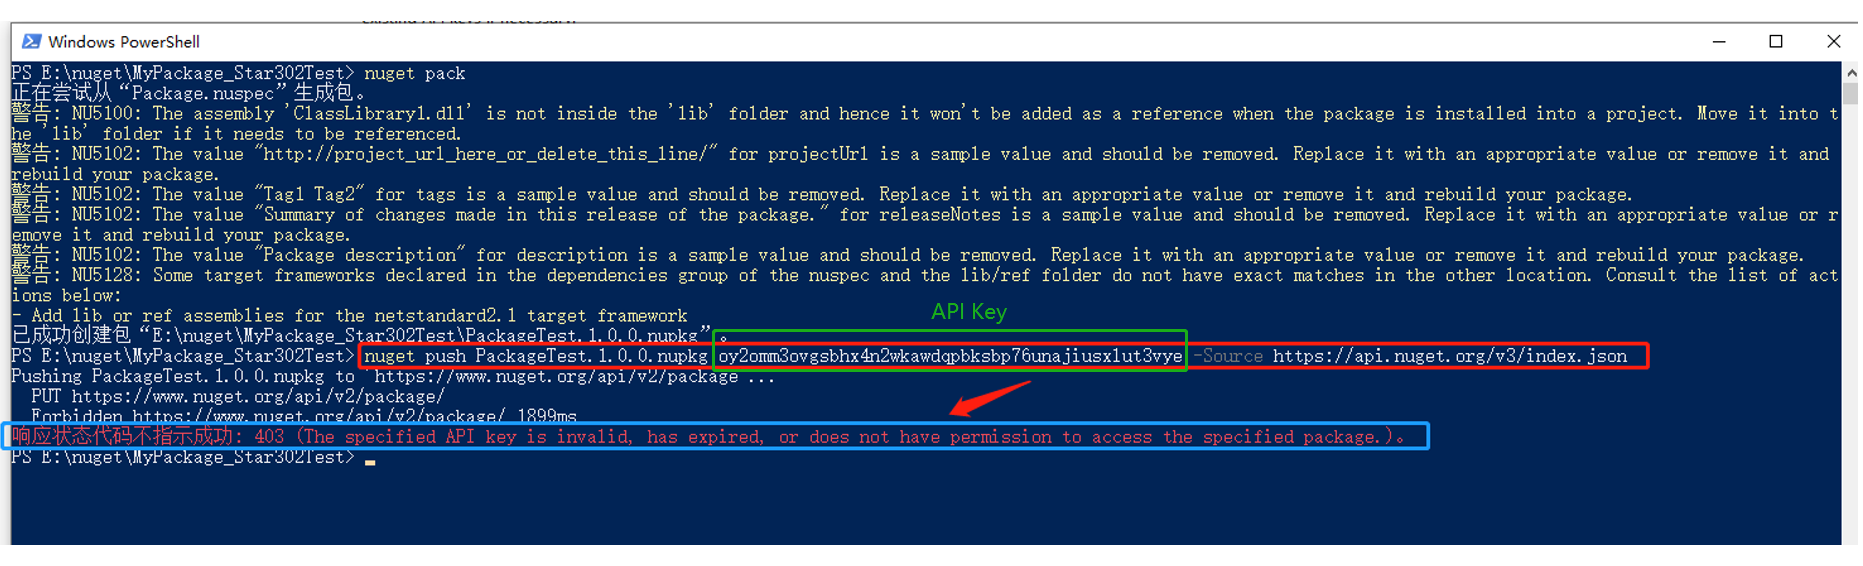 Windows PowerShell
PS E:\nuget\MyPackage_Star302Test> nuget pack
正在尝试从“Package.nuspec”生成包。
警告: NU5100: The assembly 'ClassLibrary1.dll' is not inside the 'lib' folder and hence it won't be added as a reference when the package is installed into a project. Move it into t
he 'lib' folder if it needs to be referenced.
警告: NU5102: The value "http://project_url_here_or_delete_this_line/" for projectUrl is a sample value and should be removed. Replace it with an appropriate value or remove it and
rebuild your package.
警告: NU5102: The value "Tag1 Tag2" for tags is a sample value and should be removed. Replace it with an appropriate value or remove it and rebuild your package.
警告: NU5102: The value "Summary of changes made in this release of the package." for releaseNotes is a sample value and should be removed. Replace it with an appropriate value or r
emove it and rebuild your package.
警告: NU5102: The value "Package description" for description is a sample value and should be removed. Replace it with an appropriate value or remove it and rebuild your package.
警告: NU5128: Some target frameworks declared in the dependencies group of the nuspec and the lib/ref folder do not have exact matches in the other location. Consult the list of act
ions below:
- Add lib or ref assemblies for the netstandard2.1 target framework
API Key
已成功创建包“E:\nuget\MyPackage_Star302Test\PackageTest.1.0.0.nupkg”。
PS E:\nuget\MyPackage_Star302Test> nuget push PackageTest.1.0.0.nupkg oy2omm3ovgsbhx4n2wkawdqpbksbp76unajiusx1ut3vye -Source https://api.nuget.org/v3/index.json
Pushing PackageTest.1.0.0.nupkg to 'https://www.nuget.org/api/v2/package'...
PUT https://www.nuget.org/api/v2/package/
Forbidden https://www.nuget.org/api/v2/package/ 1899ms
响应状态代码不指示成功: 403 (The specified API key is invalid, has expired, or does not have permission to access the specified package.)。
PS E:\nuget\MyPackage_Star302Test>